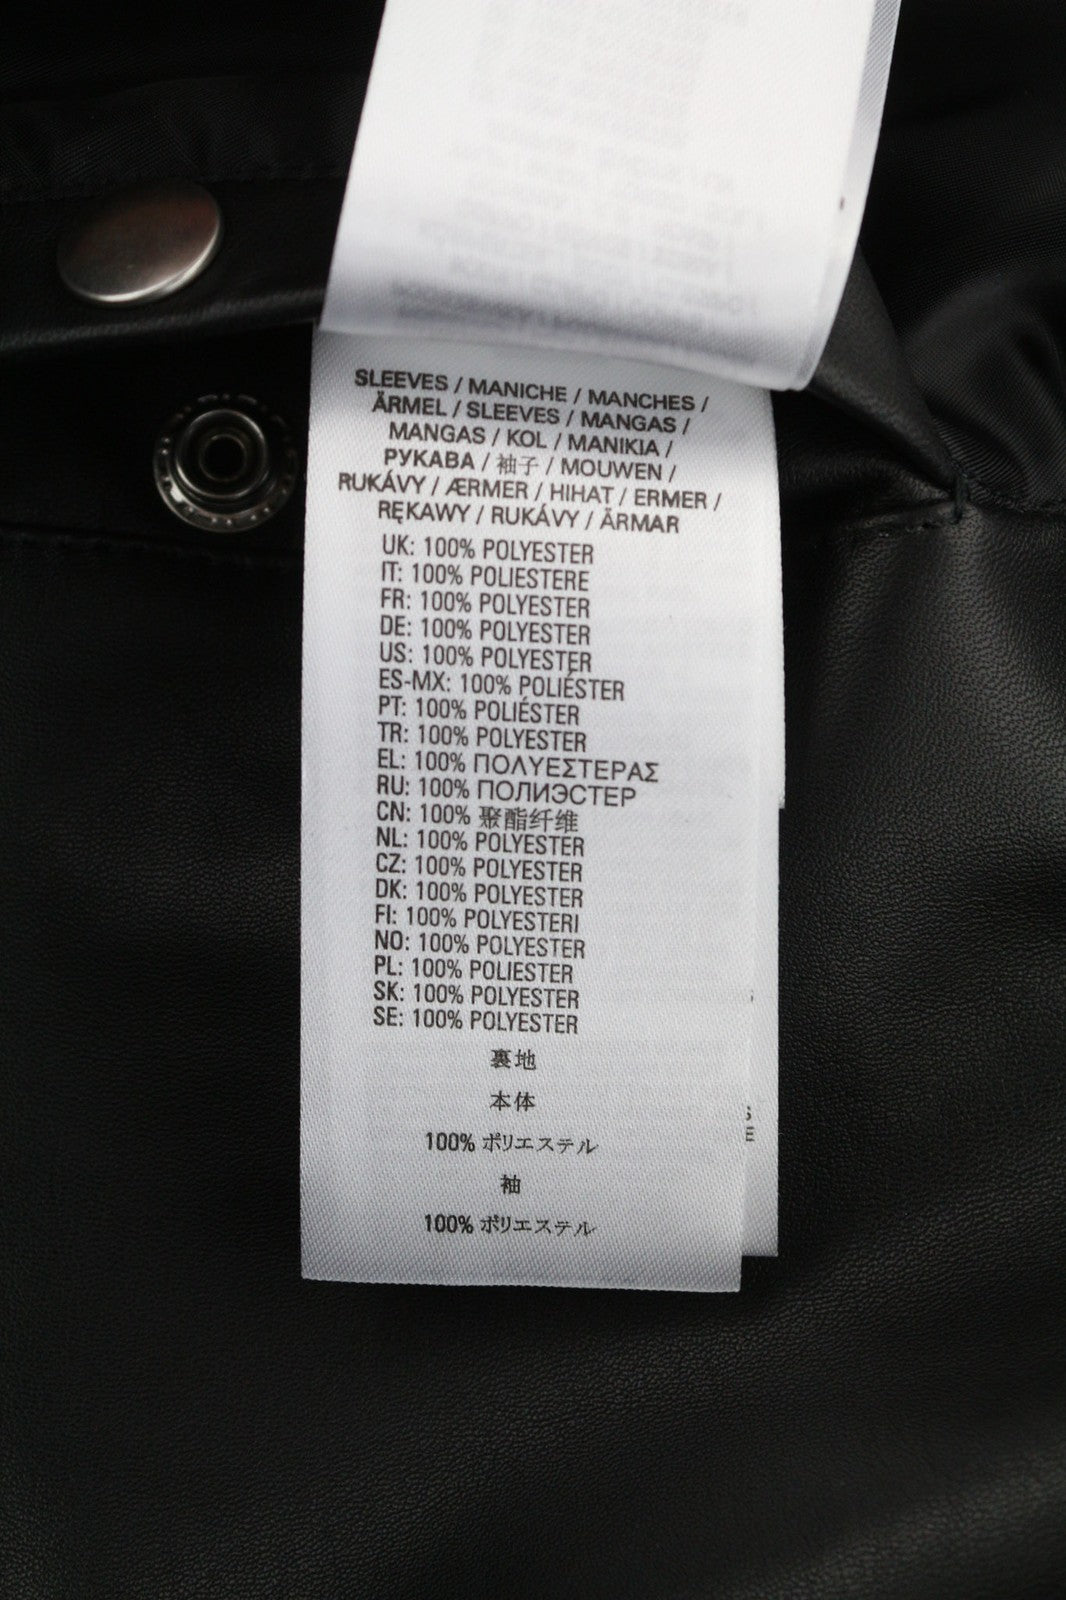 SLEEVES / MANICHE / MANCHES /
ÄRMEL / SLEEVES / MANGAS /
MANGAS / KOL / MANIKIA /
РУКАВА / 袖子 / MOUWEN /
RUKÁVY / ÆRMER / HIHAT / ERMER /
RĘKAWY / RUKÁVY / ÄRMAR
UK: 100% POLYESTER
IT: 100% POLIESTERE
FR: 100% POLYESTER
DE: 100% POLYESTER
US: 100% POLYESTER
ES-MX: 100% POLIÉSTER
PT: 100% POLIÉSTER
TR: 100% POLYESTER
EL: 100% ΠΟΛΥΕΣΤΕΡΑΣ
RU: 100% ПОЛИЭСТЕР
CN: 100% 聚酯纤维
NL: 100% POLYESTER
CZ: 100% POLYESTER
DK: 100% POLYESTER
FI: 100% POLYESTERI
NO: 100% POLYESTER
PL: 100% POLIESTER
SK: 100% POLYESTER
SE: 100% POLYESTER
裏地
本体
100% ポリエステル
袖
100% ポリエステル